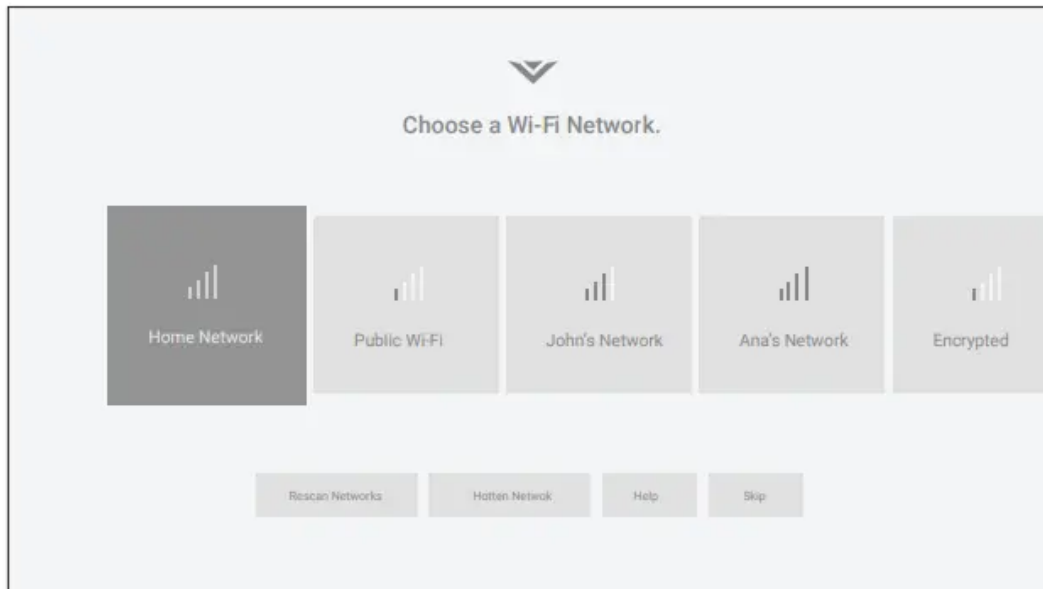 Choose a Wi-Fi Network.
Home Network
Public Wi-Fi
John's Network
Ana's Network
Encrypted
Rescan Networks
Hotten Netwok
Help
Skip